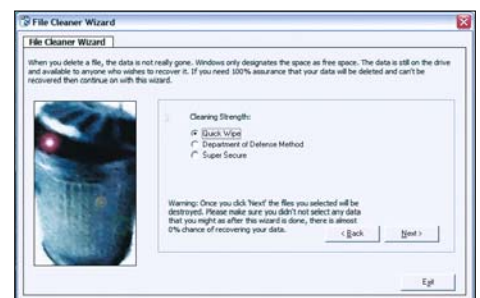 File Cleaner Wizard
File Cleaner Wizard
When you delete a file, the data is not really gone. Windows only designates the space as free space. The data is still on the drive
and available to anyone who wishes to recover it. If you need 100% assurance that your data will be deleted and can't be
recovered then continue on with this wizard.
Cleaning Strength:
Quick Wipe
Department of Defense Method
Super Secure
Warning: Once you click 'Next' the files you selected will be
destroyed. Please make sure you didn't not select any data
that you might as after this wizard is done, there is almost
0% chance of recovering your data.
< Back
Next >
Exit